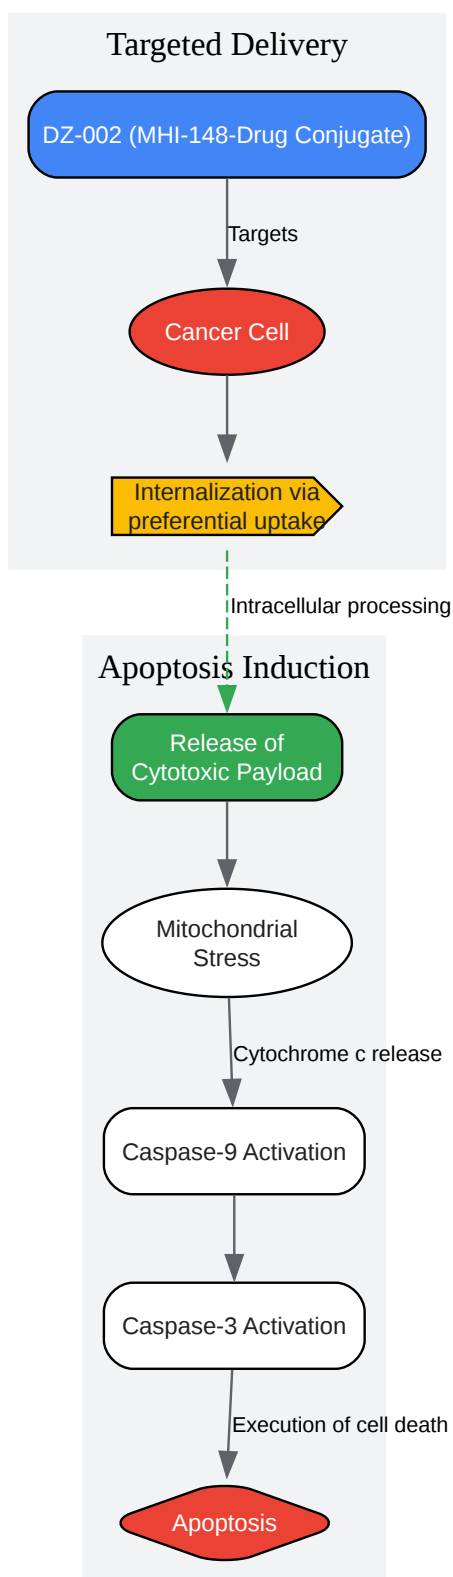 Targeted Delivery
DZ-002 (MHI-148-Drug Conjugate)
Targets
Cancer Cell
Internalization via
preferential uptake
Intracellular processing
Apoptosis Induction
Release of
Cytotoxic Payload
Mitochondrial
Stress
Cytochrome c release
Caspase-9 Activation
Caspase-3 Activation
Execution of cell death
Apoptosis